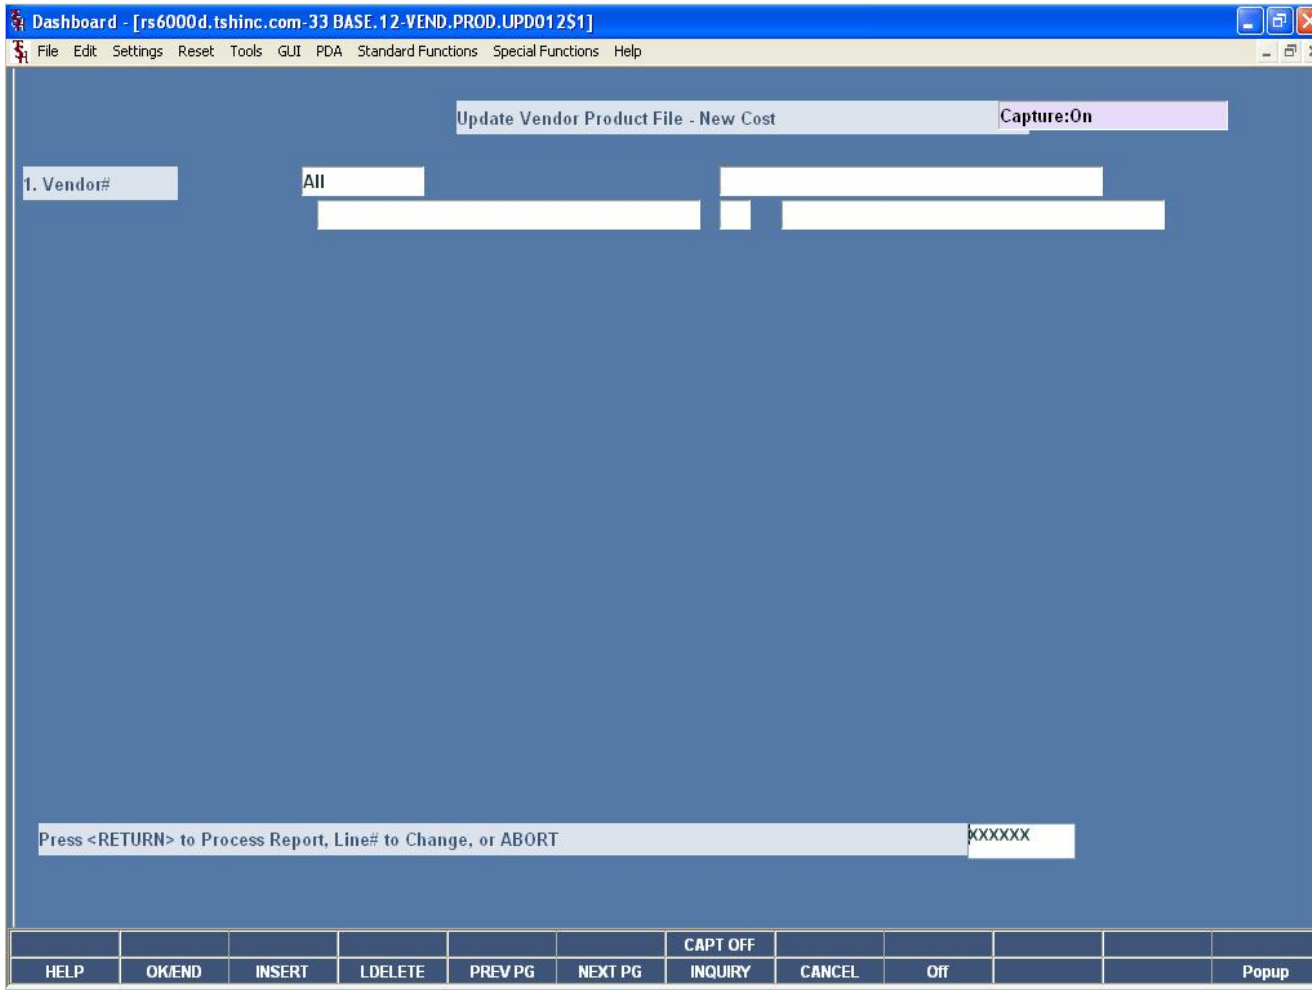 Dashboard - [rs6000d.tshinc.com-33 BASE.12-VEND.PROD.UPD012$1]
File Edit Settings Reset Tools GUI PDA Standard Functions Special Functions Help
Update Vendor Product File - New Cost Capture:On
1. Vendor# All
Press <RETURN> to Process Report, Line# to Change, or ABORT XXXXXX
CAPT OFF
HELP OK/END INSERT LDELETE PREV PG NEXT PG INQUIRY CANCEL Off Popup